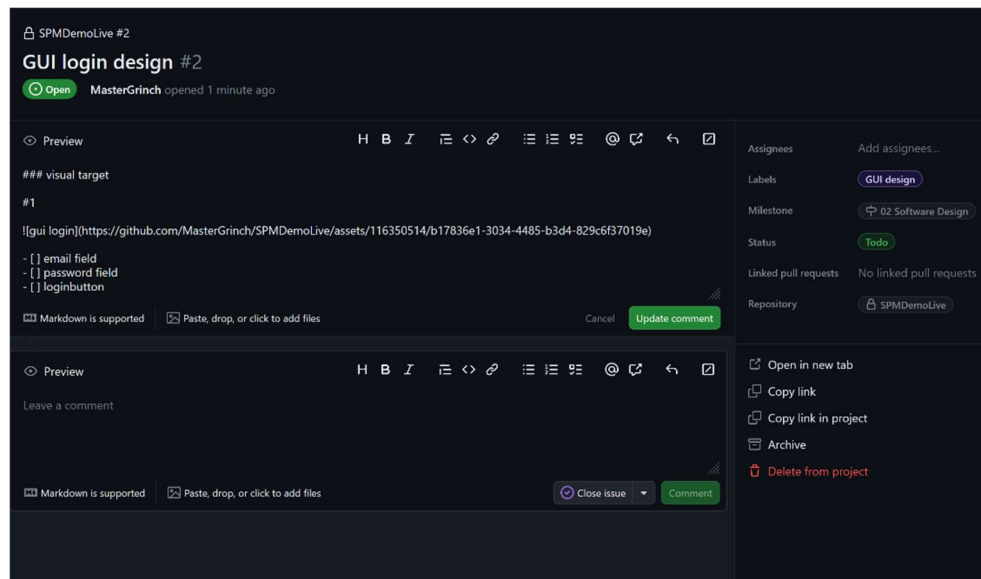 SPMDemoLive #2
GUI login design #2
Open
MasterGrinch opened 1 minute ago
Preview
### visual target
#1
![gui login](https://github.com/MasterGrinch/SPMDemoLive/assets/116350514/b17836e1-3034-4485-b3d4-829c6f37019e)
- [ ] email field
- [ ] password field
- [ ] loginbutton
Markdown is supported
Paste, drop, or click to add files
Cancel
Update comment
Preview
Leave a comment
Markdown is supported
Paste, drop, or click to add files
Close issue
Comment
Assignees
Add assignees...
Labels
GUI design
Milestone
02 Software Design
Status
Todo
Linked pull requests
No linked pull requests
Repository
SPMDemoLive
Open in new tab
Copy link
Copy link in project
Archive
Delete from project